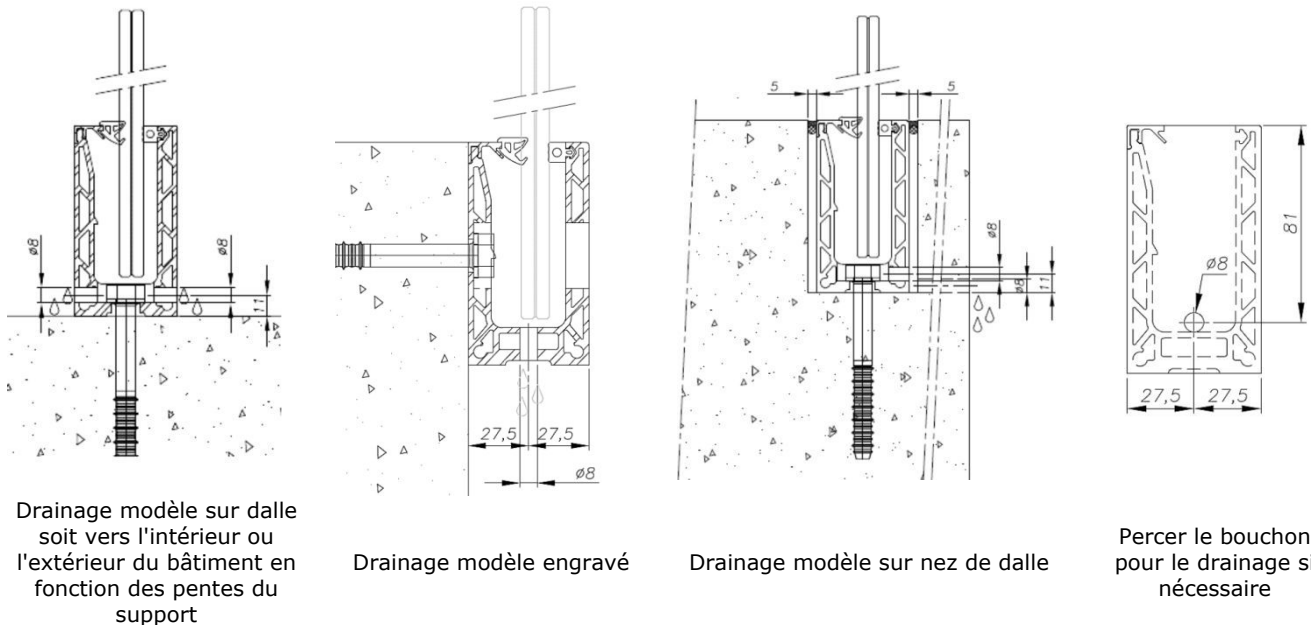 5
5
ø8
ø8
11
27,5
27,5
ø8
ø8
ø8
11
ø8
81
27,5
27,5
Drainage modèle sur dalle
soit vers l'intérieur ou
l'extérieur du bâtiment en
fonction des pentes du
support
Drainage modèle engravé
Drainage modèle sur nez de dalle
Percer le bouchon
pour le drainage si
nécessaire